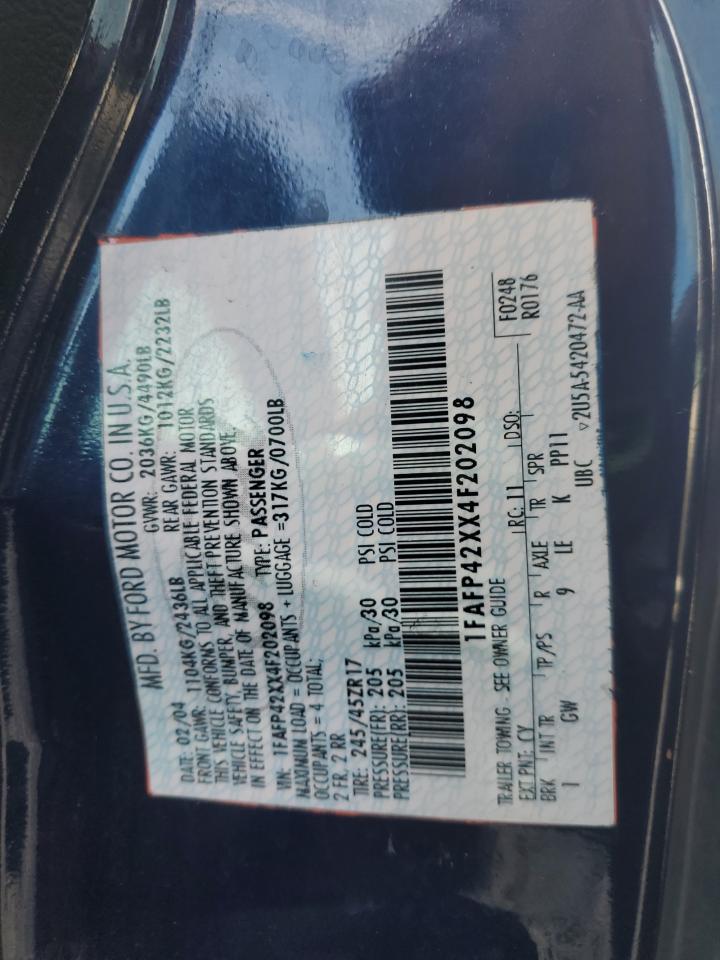 MFD. BY FORD MOTOR CO. IN U.S.A.
DATE: 02/04 GVWR: 2036KG/4490LB
FRONT GAWR: 1104KG/2436LB REAR GAWR: 1012KG/2232LB
THIS VEHICLE CONFORMS TO ALL APPLICABLE FEDERAL MOTOR
VEHICLE SAFETY, BUMPER, AND THEFT PREVENTION STANDARDS
IN EFFECT ON THE DATE OF MANUFACTURE SHOWN ABOVE.
VIN: 1FAFP42XX4F202098 TYPE: PASSENGER
MAXIMUM LOAD = OCCUPANTS + LUGGAGE =317KG/0700LB
OCCUPANTS = 4 TOTAL;
2 FR, 2 RR
TIRE: 245/45ZR17
PRESSURE(FR): 205 kPa/30 PSI COLD
PRESSURE(RR): 205 kPa/30 PSI COLD
1FAFP42XX4F202098
TRAILER TOWING - SEE OWNER GUIDE
F0248
R0176
EXT PNT: CY RC: 11 DSO:
BRK INT TR TP/PS R AXLE TR SPR
1 GW 9 LE K PP11
UBC v2U5A-5420472-AA